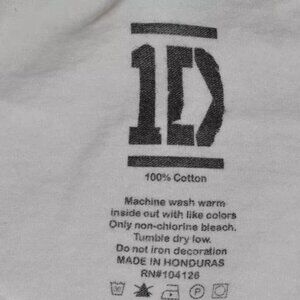 1D
100% Cotton
Machine wash warm
inside out with like colors
Only non-chlorine bleach.
Tumble dry low.
Do not iron decoration
MADE IN HONDURAS
RN#104126